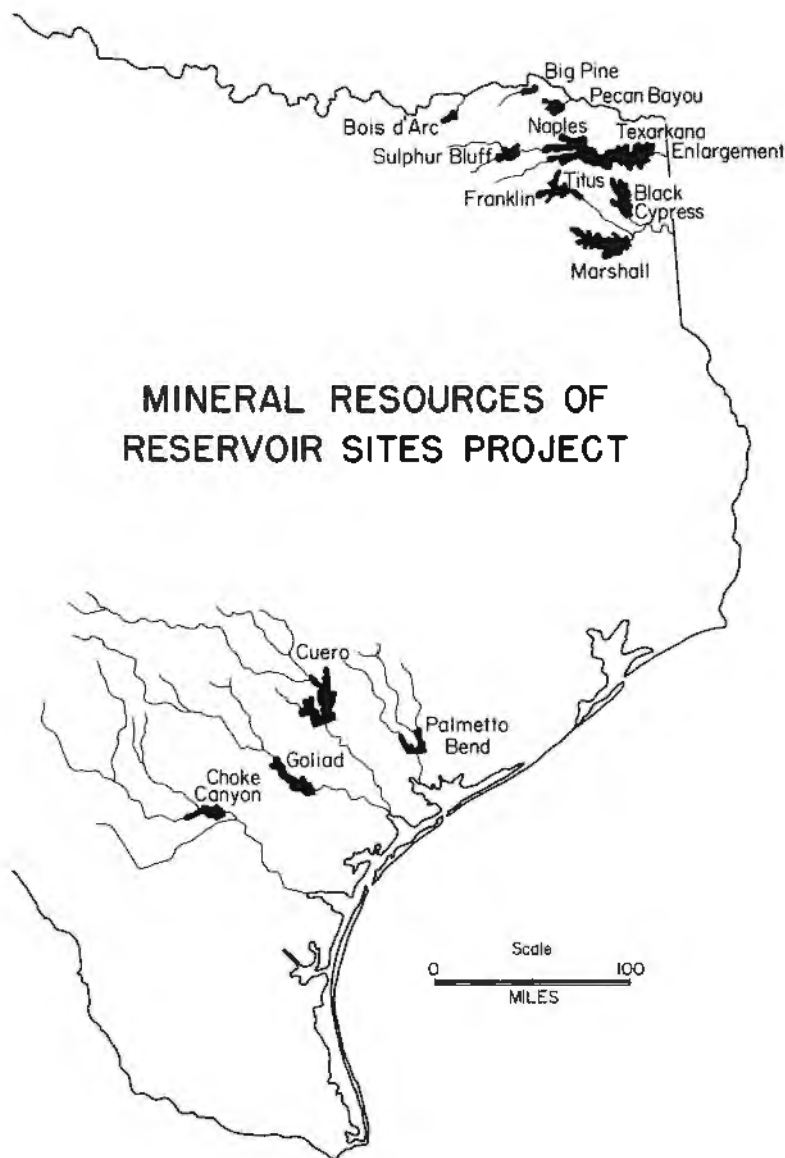 Big Pine
Pecan Bayou
Bois d'Arc
Naples
Texarkana
Enlargement
Sulphur Bluff
Titus
Franklin
Black
Cypress
Marshall
MINERAL RESOURCES OF
RESERVOIR SITES PROJECT
Cuero
Palmetto
Bend
Goliad
Choke
Canyon
Scale
0 100
MILES